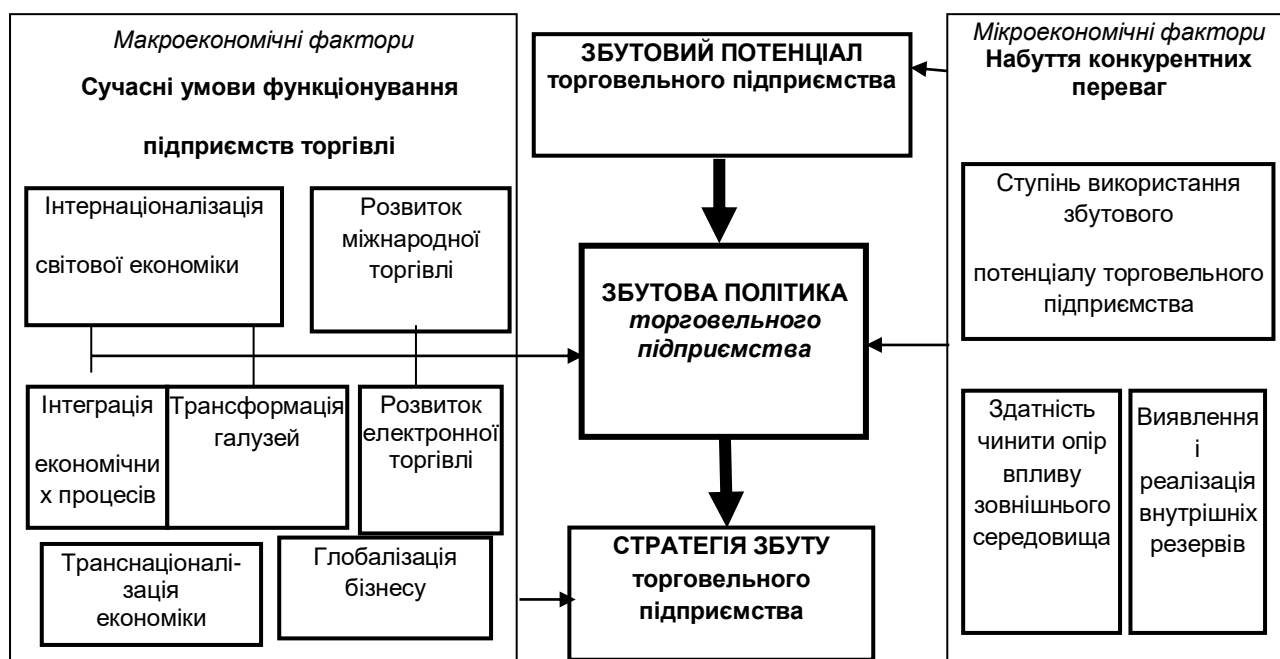 Макроекономічні фактори
Сучасні умови функціонування
підприємств торгівлі
Інтернаціоналізація
світової економіки
Розвиток
міжнародної
торгівлі
Інтеграція
економічни
х процесів
Трансформація
галузей
Розвиток
електронної
торгівлі
Транснаціоналі-
зація
економіки
Глобалізація
бізнесу
ЗБУТОВИЙ ПОТЕНЦІАЛ
торговельного підприємства
ЗБУТОВА ПОЛІТИКА
торговельного
підприємства
СТРАТЕГІЯ ЗБУТУ
торговельного
підприємства
Мікроекономічні фактори
Набуття конкурентних
переваг
Ступінь використання
збутового
потенціалу торговельного
підприємства
Здатність
чинити опір
впливу
зовнішнього
середовища
Виявлення
і
реалізація
внутрішніх
резервів